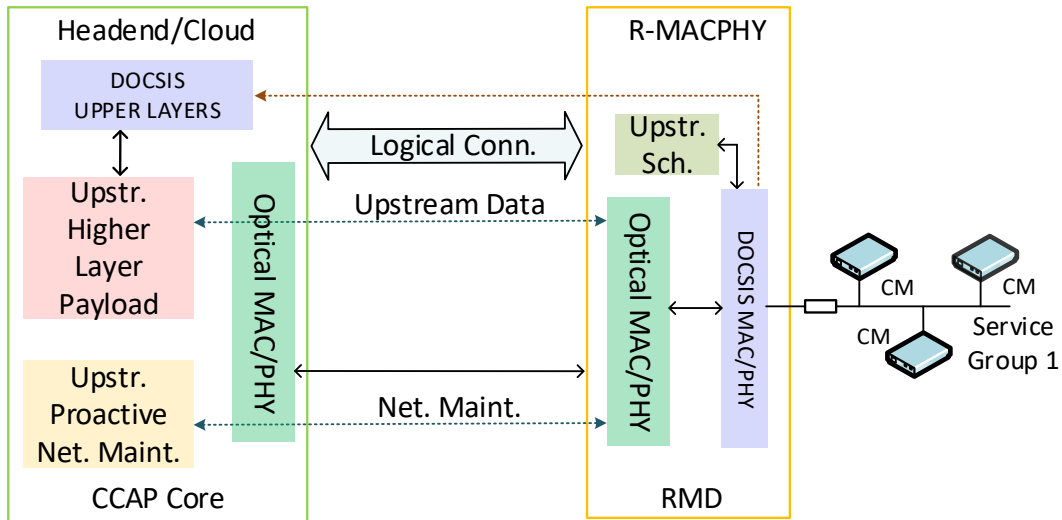 Headend/Cloud
DOCSIS
UPPER LAYERS
Upstr.
Higher
Layer
Payload
Upstr.
Proactive
Net. Maint.
Optical MAC/PHY
CCAP Core
Logical Conn.
Upstream Data
Net. Maint.
R-MACPHY
Upstr.
Sch.
Optical MAC/PHY
DOCSIS MAC/PHY
RMD
CM
CM
CM
Service
Group 1